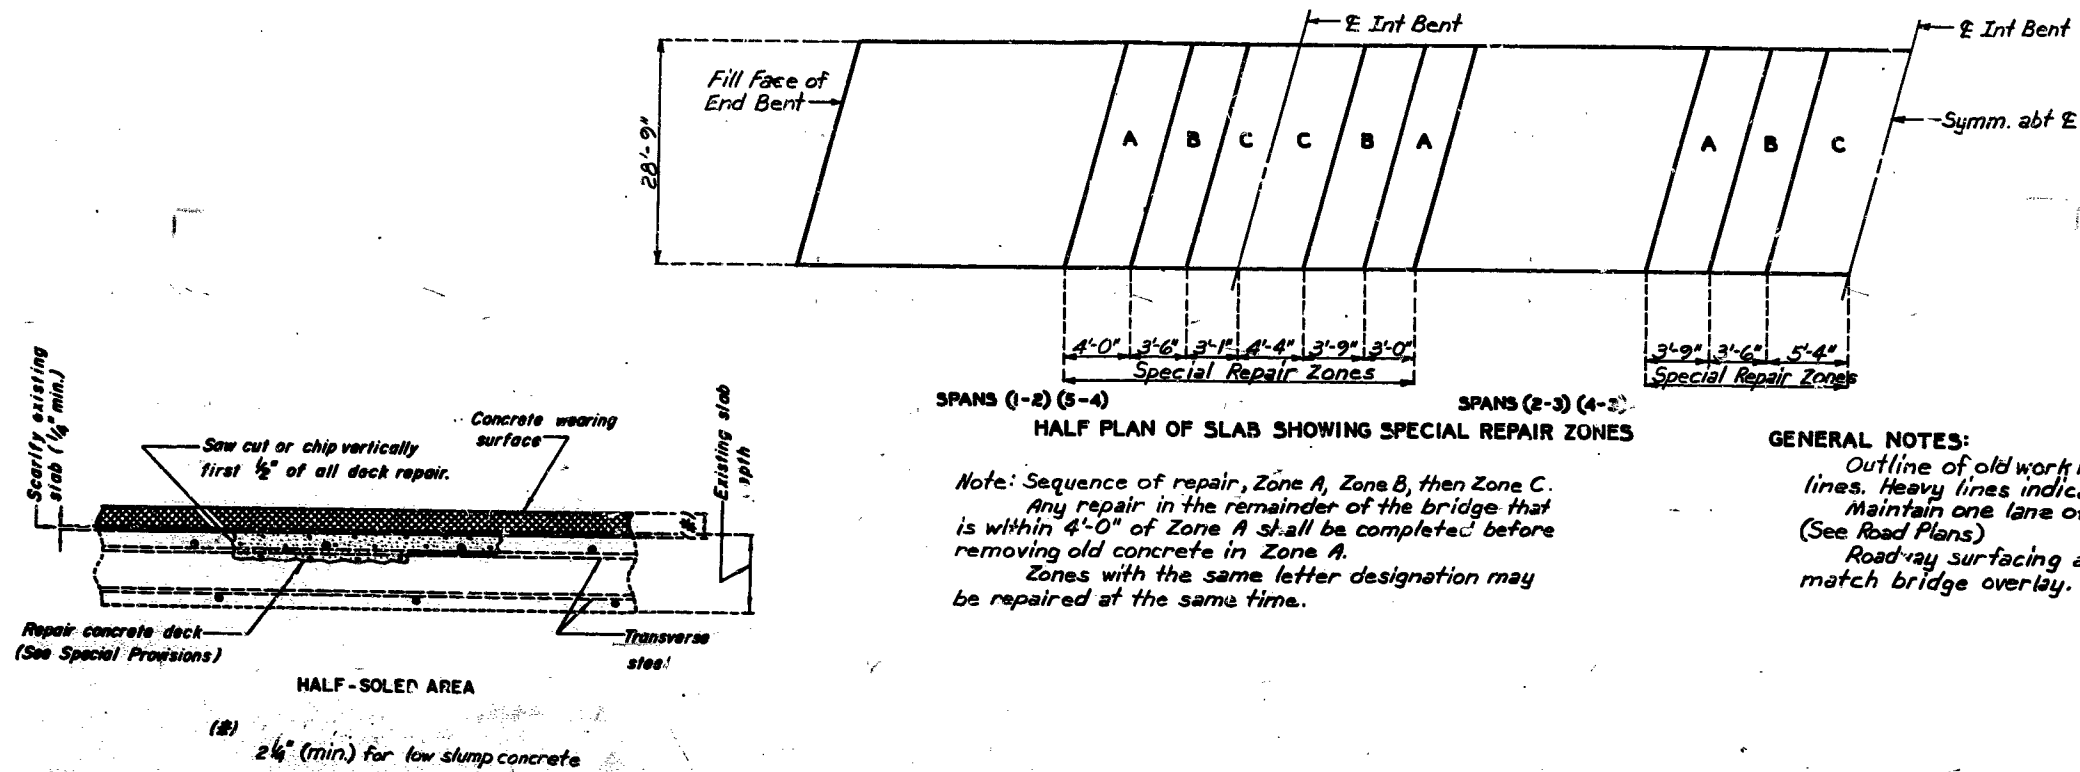 ℄ Int Bent
℄ Int Bent
Fill Face of
End Bent
Symm. abt ℄
28'-9"
A B C C B A
A B C
4'-0" 3'-6" 3'-1" 4'-4" 3'-9" 3'-0"
Special Repair Zones
3'-9" 3'-6" 5'-4"
Special Repair Zones
SPANS (1-2) (5-4)
SPANS (2-3) (4-3)
HALF PLAN OF SLAB SHOWING SPECIAL REPAIR ZONES
Note: Sequence of repair, Zone A, Zone B, then Zone C.
Any repair in the remainder of the bridge that
is within 4'-0" of Zone A shall be completed before
removing old concrete in Zone A.
Zones with the same letter designation may
be repaired at the same time.
GENERAL NOTES:
Outline of old work
lines. Heavy lines
Maintain one lane
(See Road Plans)
Roadway surfacing
match bridge overlay.
Scarify existing
slab (1/4" min.)
Saw cut or chip vertically
first 1/2" of all deck repair.
Concrete wearing
surface
Existing slab
(*)
Repair concrete deck
(See Special Provisions)
Transverse
steel
HALF-SOLED AREA
(*)
2 1/4" (min.) for low slump concrete